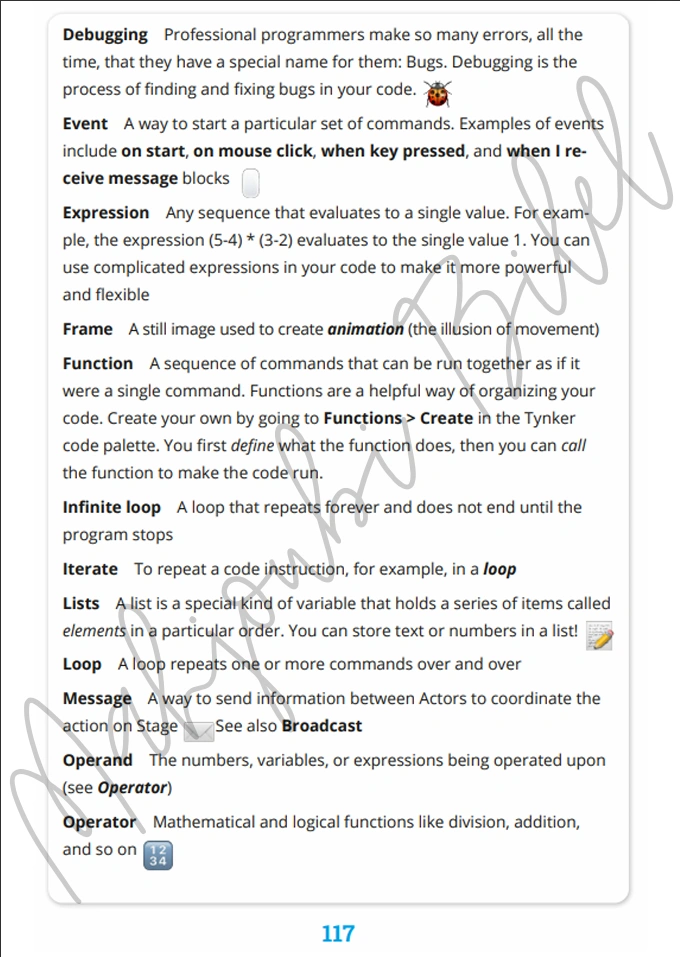 Debugging Professional programmers make so many errors, all the
time, that they have a special name for them: Bugs. Debugging is the
process of finding and fixing bugs in your code.
Event A way to start a particular set of commands. Examples of events
include on start, on mouse click, when key pressed, and when I re-
ceive message blocks
Expression Any sequence that evaluates to a single value. For exam-
ple, the expression (5-4) * (3-2) evaluates to the single value 1. You can
use complicated expressions in your code to make it more powerful
and flexible
Frame A still image used to create animation (the illusion of movement)
Function A sequence of commands that can be run together as if it
were a single command. Functions are a helpful way of organizing your
code. Create your own by going to Functions > Create in the Tynker
code palette. You first define what the function does, then you can call
the function to make the code run.
Infinite loop A loop that repeats forever and does not end until the
program stops
Iterate To repeat a code instruction, for example, in a loop
Lists A list is a special kind of variable that holds a series of items called
elements in a particular order. You can store text or numbers in a list!
Loop A loop repeats one or more commands over and over
Message A way to send information between Actors to coordinate the
action on Stage See also Broadcast
Operand The numbers, variables, or expressions being operated upon
(see Operator)
Operator Mathematical and logical functions like division, addition,
and so on 12
34
117
Mahjoubi Bilel